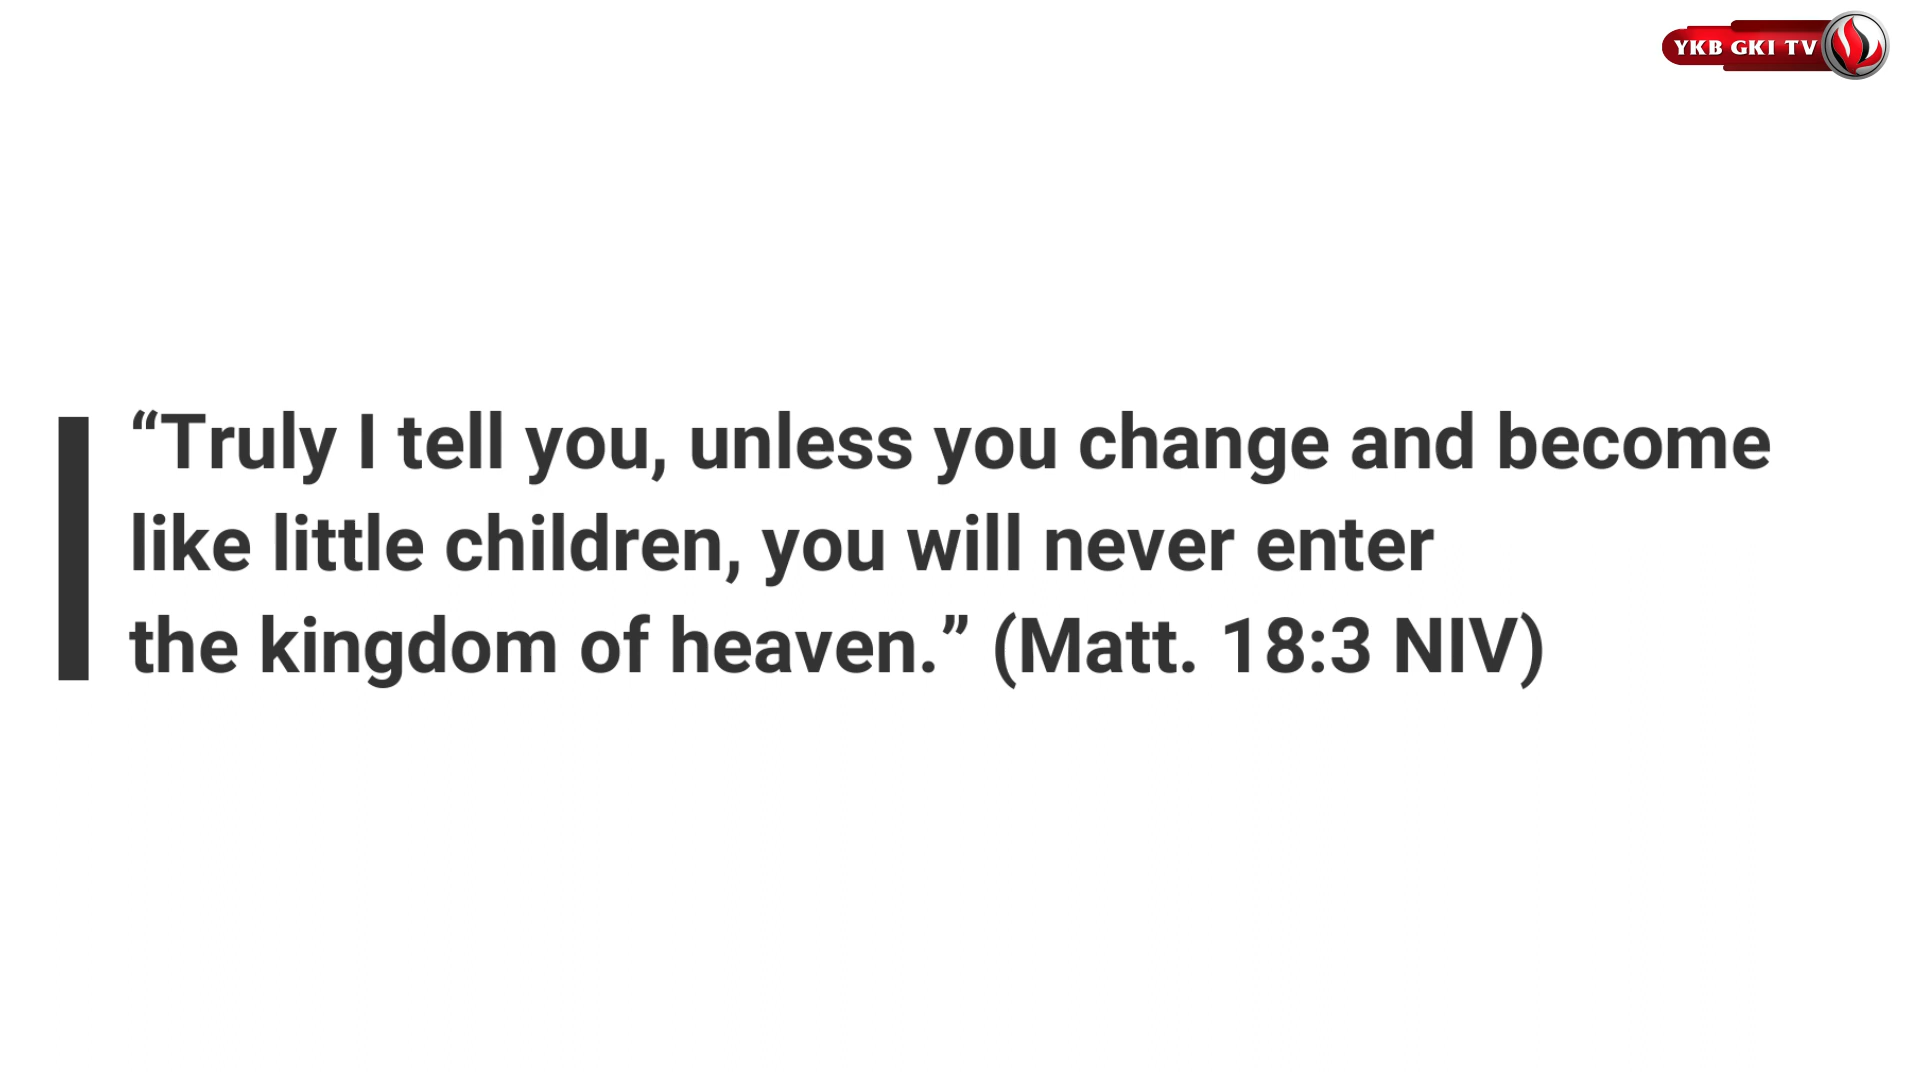 YKB GKI TV
“Truly I tell you, unless you change and become
like little children, you will never enter
the kingdom of heaven.” (Matt. 18:3 NIV)